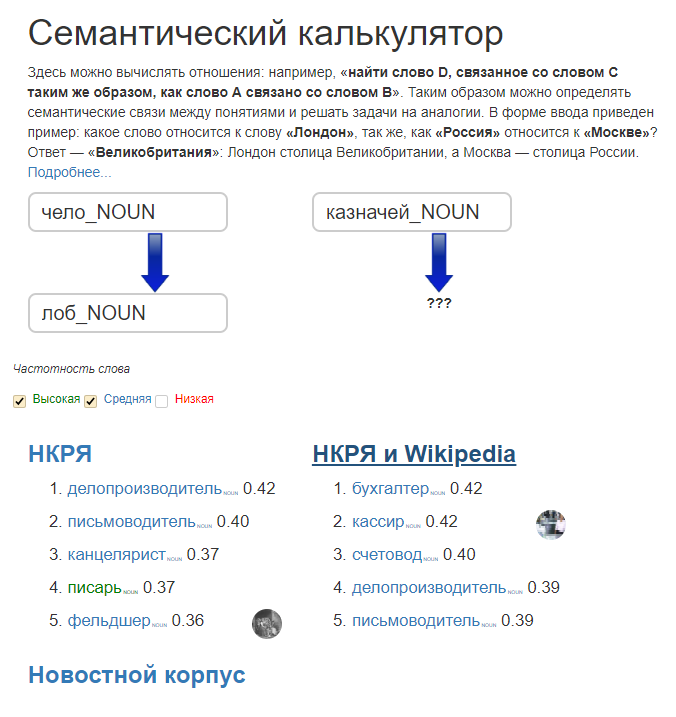 Семантический калькулятор
Здесь можно вычислять отношения: например, «найти слово D, связанное со словом C
таким же образом, как слово A связано со словом B». Таким образом можно определять
семантические связи между понятиями и решать задачи на аналогии. В форме ввода приведен
пример: какое слово относится к слову «Лондон», так же, как «Россия» относится к «Москве»?
Ответ — «Великобритания»: Лондон столица Великобритании, а Москва — столица России.
Подробнее...
чело_NOUN
казначей_NOUN
лоб_NOUN
???
Частотность слова
Высокая Средняя Низкая
НКРЯ
1. делопроизводитель NOUN 0.42
2. письмоводитель NOUN 0.40
3. канцелярист NOUN 0.37
4. писарь NOUN 0.37
5. фельдшер NOUN 0.36
НКРЯ и Wikipedia
1. бухгалтер NOUN 0.42
2. кассир NOUN 0.42
3. счетовод NOUN 0.40
4. делопроизводитель NOUN 0.39
5. письмоводитель NOUN 0.39
Новостной корпус